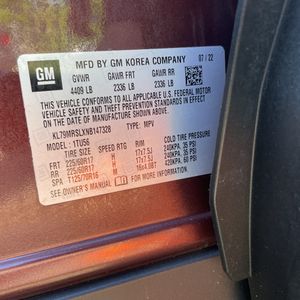 GM
MFD BY GM KOREA COMPANY 07/22
GVWR GAWR FRT GAWR RR
4409 LB 2336 LB 2336 LB
THIS VEHICLE CONFORMS TO ALL APPLICABLE U.S.
FEDERAL MOTOR VEHICLE SAFETY, BUMPER, AND
THEFT PREVENTION STANDARDS IN EFFECT ON THE DATE
OF MANUFACTURE SHOWN ABOVE.
KL79MRSLXNB147328 TYPE: MPV
MODEL: 1TU56
TIRE SIZE SPEED RTG RIM COLD TIRE PRESSURE
FRT 225/60R17 H 17x7.5J 240KPA, 35 PSI
RR 225/60R17 H 17x7.5J 240KPA, 35 PSI
SPA T125/70R16 M 16x4.0BT 420KPA, 60 PSI
SEE OWNER'S MANUAL FOR